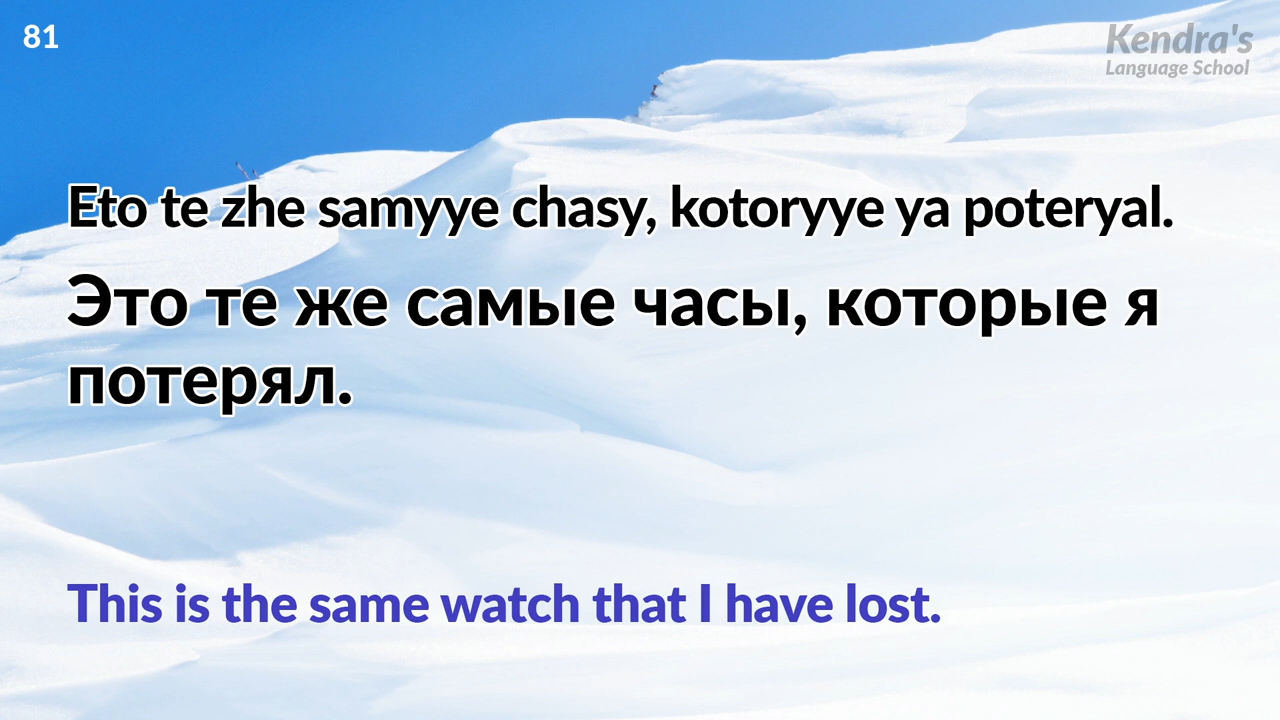 81
Kendra's
Language School
Eto te zhe samyye chasy, kotoryye ya poteryal.
Это те же самые часы, которые я
потерял.
This is the same watch that I have lost.